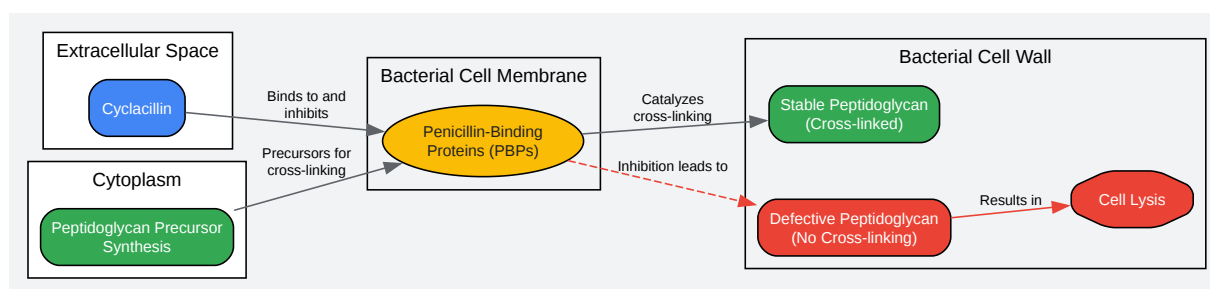 Extracellular Space
Cyclacillin
Binds to and
inhibits
Cytoplasm
Peptidoglycan Precursor
Synthesis
Precursors for
cross-linking
Bacterial Cell Membrane
Penicillin-Binding
Proteins (PBPs)
Catalyzes
cross-linking
Inhibition leads to
Bacterial Cell Wall
Stable Peptidoglycan
(Cross-linked)
Defective Peptidoglycan
(No Cross-linking)
Results in
Cell Lysis